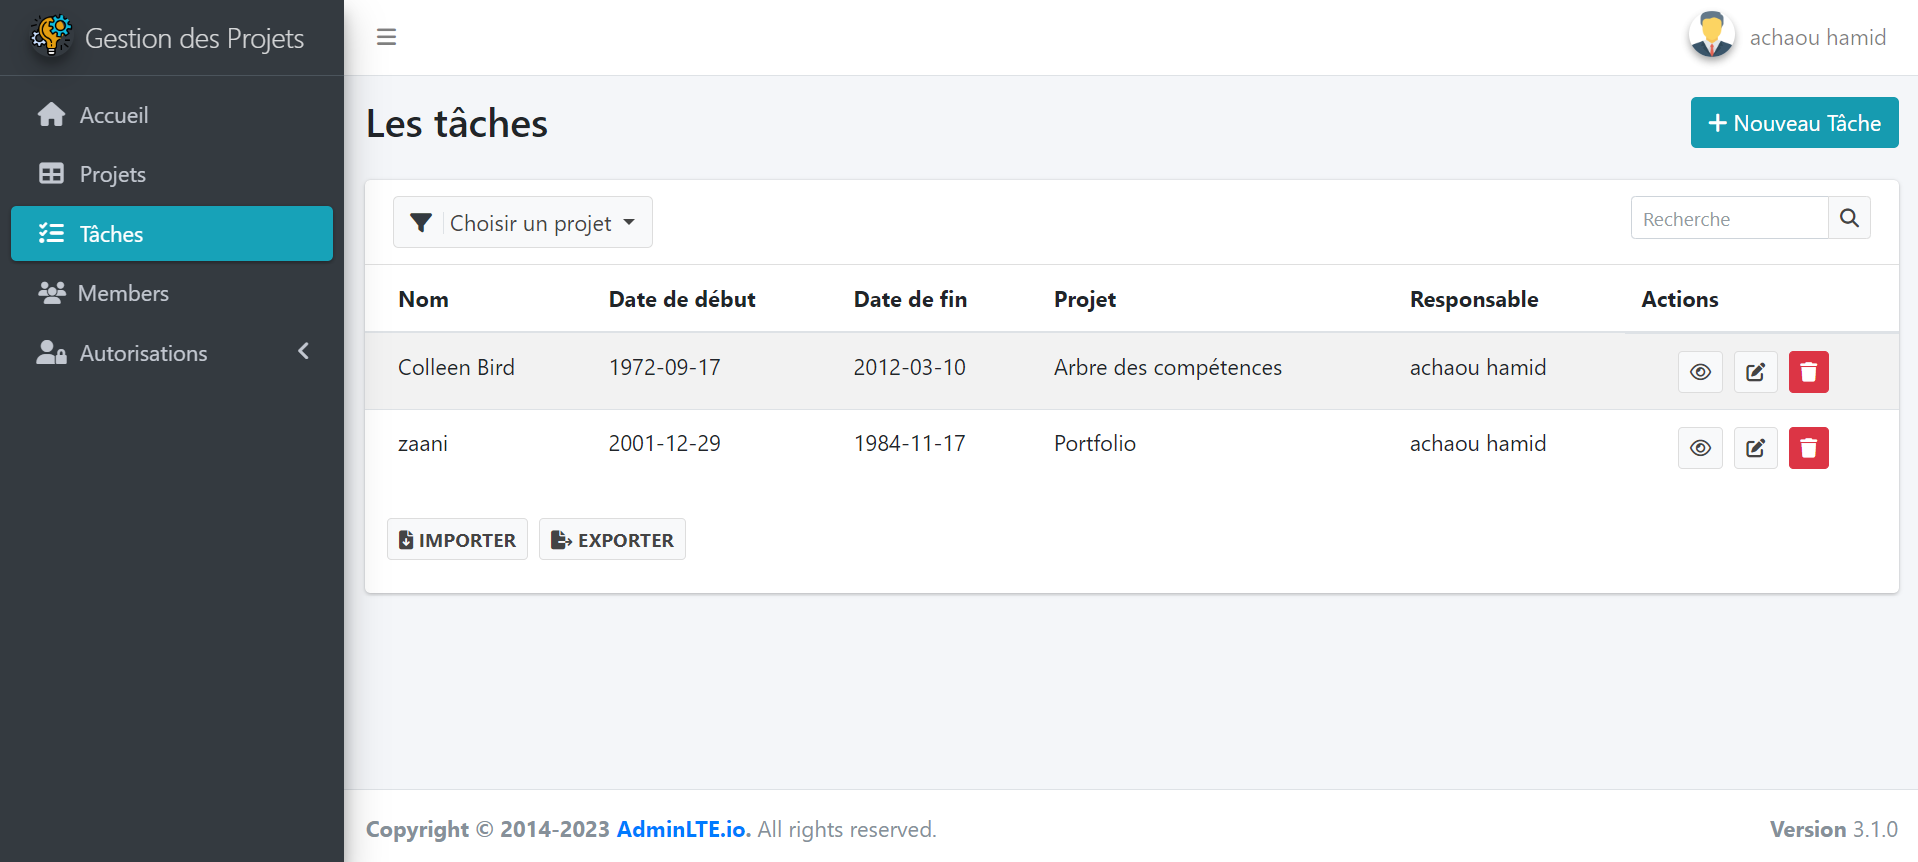 Gestion des Projets
achaou hamid
Accueil
Projets
Tâches
Members
Autorisations
Les tâches
Nouveau Tâche
Choisir un projet
Recherche
Nom Date de début Date de fin Projet Responsable Actions
Colleen Bird 1972-09-17 2012-03-10 Arbre des compétences achaou hamid
zaani 2001-12-29 1984-11-17 Portfolio achaou hamid
IMPORTER EXPORTER
Copyright © 2014-2023 AdminLTE.io. All rights reserved.
Version 3.1.0